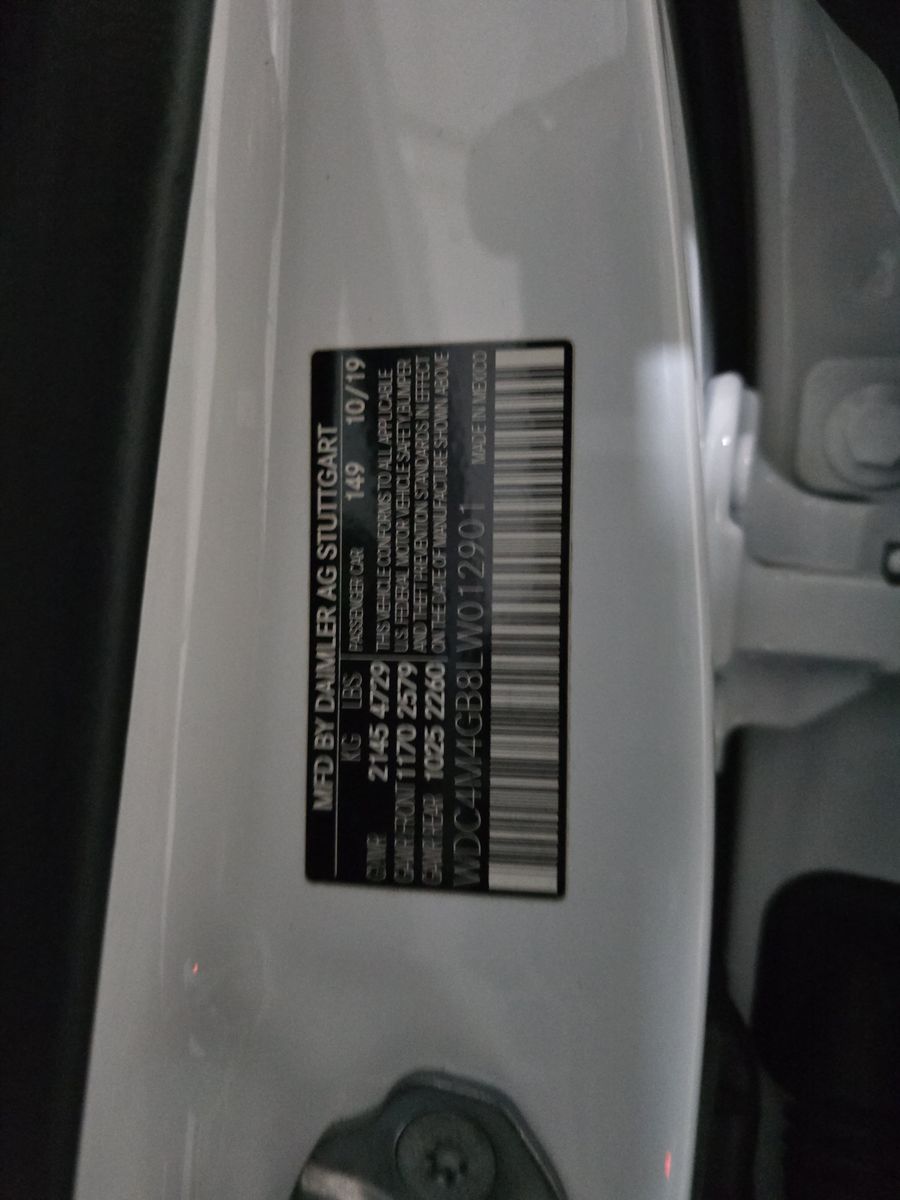 MFD BY DAIMLER AG STUTTGART
KG LBS PASSENGER CAR 149 10/19
GVWR 2145 4729 THIS VEHICLE CONFORMS TO ALL APPLICABLE
GAWR FRONT 1170 2579 U.S. FEDERAL MOTOR VEHICLE SAFETY, BUMPER
GAWR REAR 1025 2260 AND THEFT PREVENTION STANDARDS IN EFFECT
ON THE DATE OF MANUFACTURE SHOWN ABOVE
WDC4M4GB8LW012901 MADE IN MEXICO